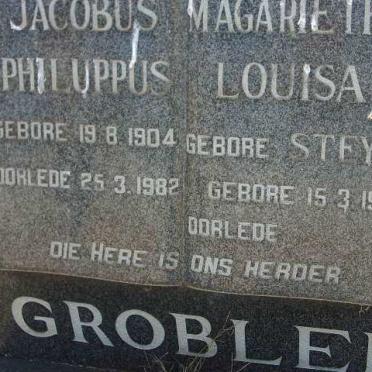 JACOBUS
PHILUPPUS
GEBORE 19.8.1904
OORLEDE 25.3.1982
MAGARIETH
LOUISA
GEBORE STEY
GEBORE 15.3.19
OORLEDE
DIE HERE IS ONS HERDER
GROBLER